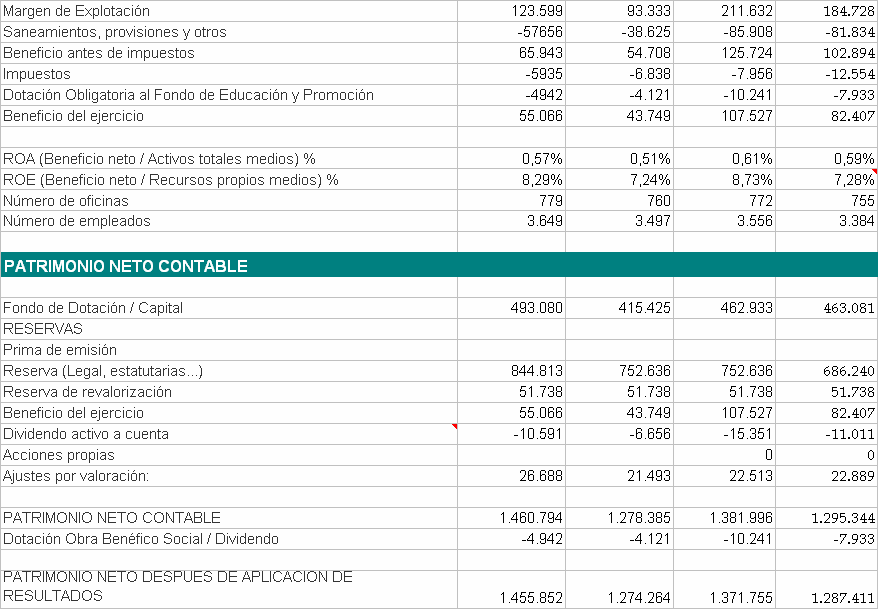 Margen de Explotación 123.599 93.333 211.632 184.728
Saneamientos, provisiones y otros -57656 -38.625 -85.908 -81.834
Beneficio antes de impuestos 65.943 54.708 125.724 102.894
Impuestos -5935 -6.838 -7.956 -12.554
Dotación Obligatoria al Fondo de Educación y Promoción -4942 -4.121 -10.241 -7.933
Beneficio del ejercicio 55.066 43.749 107.527 82.407
ROA (Beneficio neto / Activos totales medios) % 0,57% 0,51% 0,61% 0,59%
ROE (Beneficio neto / Recursos propios medios) % 8,29% 7,24% 8,73% 7,28%
Número de oficinas 779 760 772 755
Número de empleados 3.649 3.497 3.556 3.384
PATRIMONIO NETO CONTABLE
Fondo de Dotación / Capital 493.080 415.425 462.933 463.081
RESERVAS
Prima de emisión
Reserva (Legal, estatutarias...) 844.813 752.636 752.636 686.240
Reserva de revalorización 51.738 51.738 51.738 51.738
Beneficio del ejercicio 55.066 43.749 107.527 82.407
Dividendo activo a cuenta -10.591 -6.656 -15.351 -11.011
Acciones propias 0 0
Ajustes por valoración: 26.688 21.493 22.513 22.889
PATRIMONIO NETO CONTABLE 1.460.794 1.278.385 1.381.996 1.295.344
Dotación Obra Benéfico Social / Dividendo -4.942 -4.121 -10.241 -7.933
PATRIMONIO NETO DESPUES DE APLICACION DE
RESULTADOS 1.455.852 1.274.264 1.371.755 1.287.411